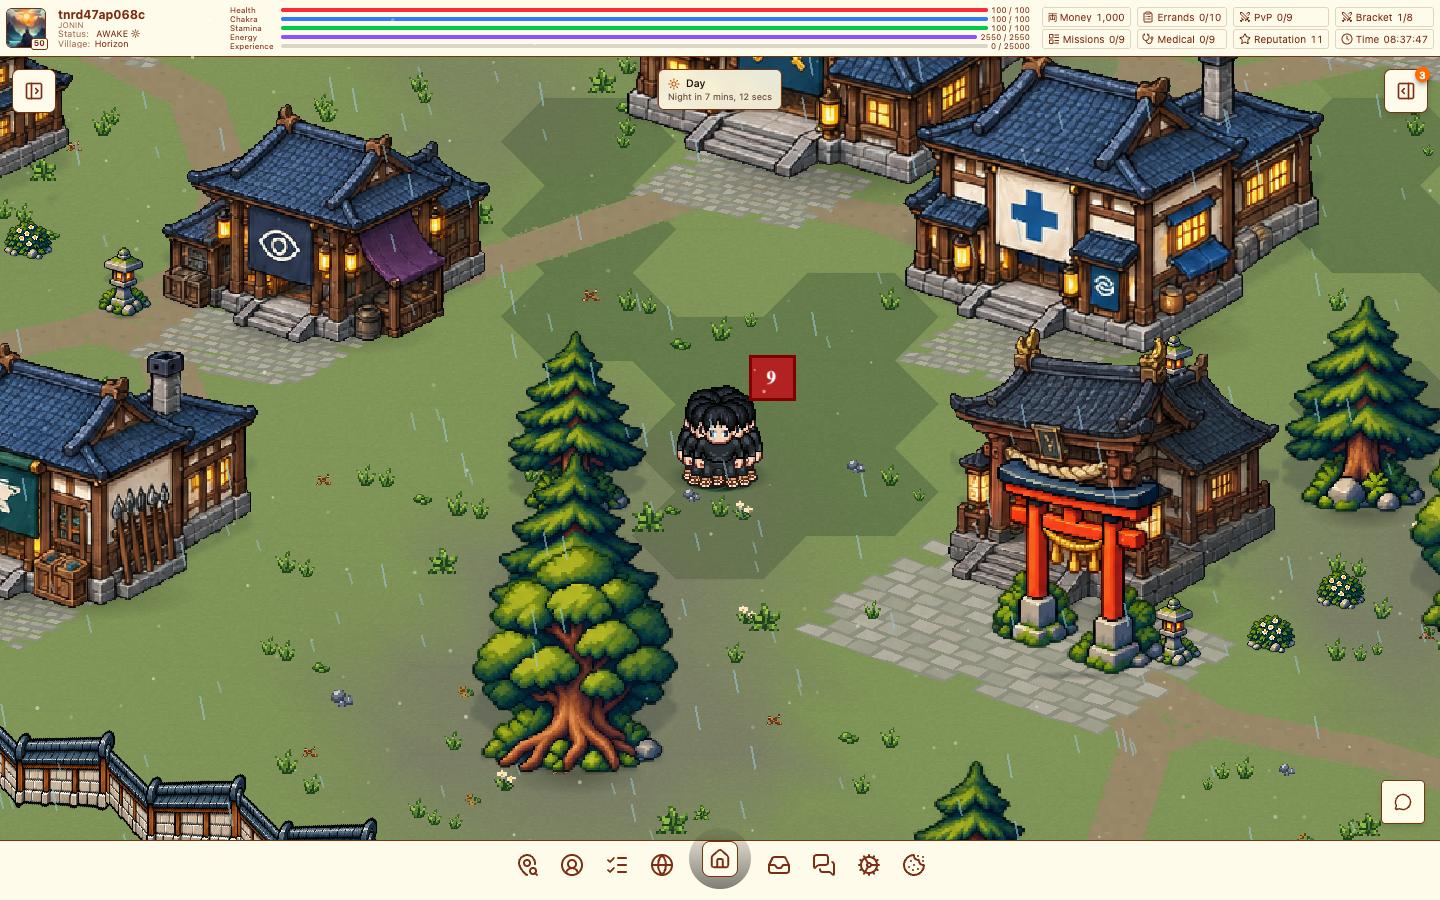 tnrd47ap068c
JONIN
Status: AWAKE
Village: Horizon
50
Health 100 / 100
Chakra 100 / 100
Stamina 100 / 100
Energy 2550 / 2550
Experience 0 / 25000
両 Money 1,000
Errands 0/10
PvP 0/9
Bracket 1/8
Missions 0/9
Medical 0/9
Reputation 11
Time 08:37:47
Day
Night in 7 mins, 12 secs
3
9